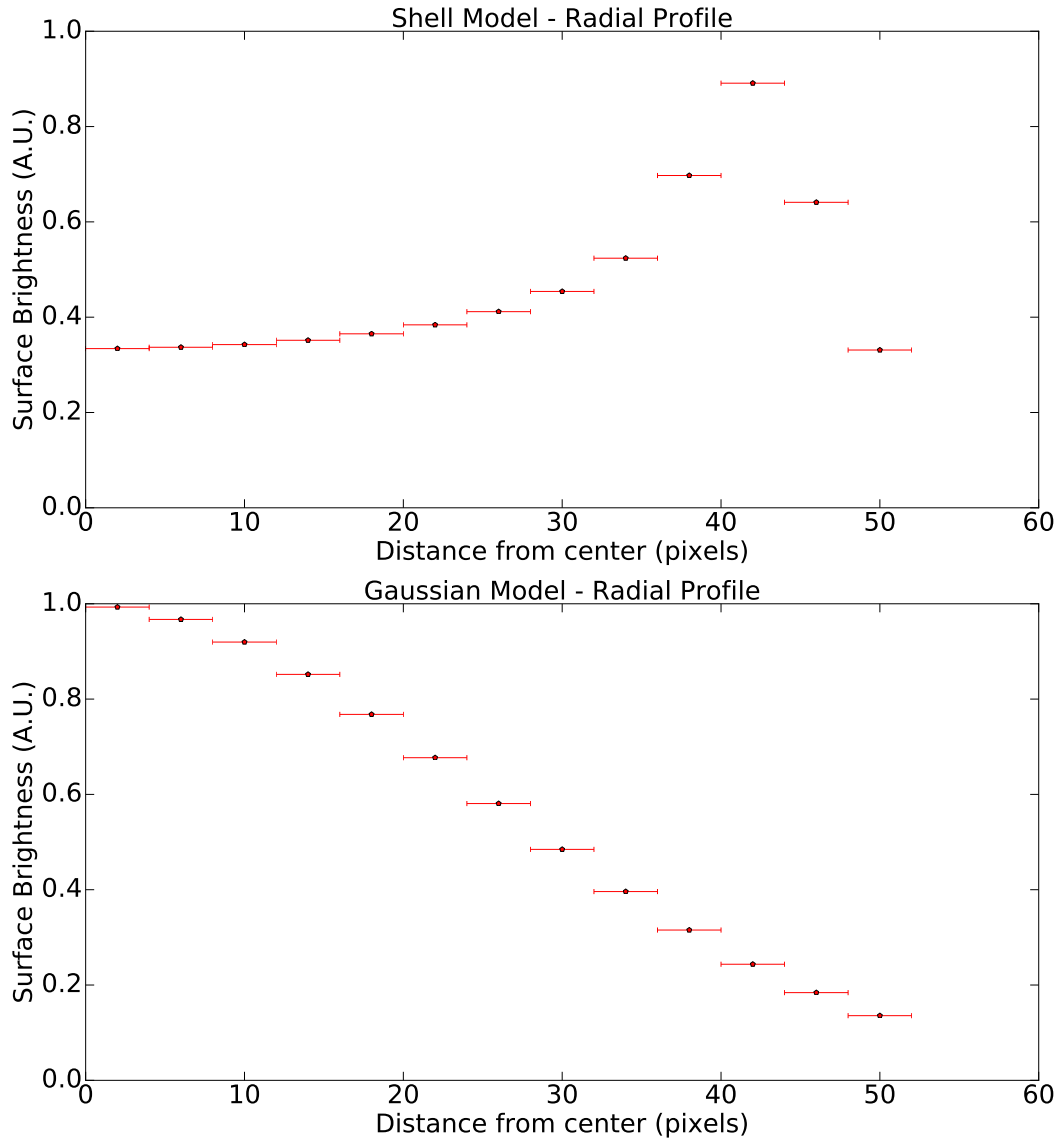 Shell Model - Radial Profile
Surface Brightness (A.U.)
1.0
0.8
0.6
0.4
0.2
0.0
0 10 20 30 40 50 60
Distance from center (pixels)
Gaussian Model - Radial Profile
Surface Brightness (A.U.)
1.0
0.8
0.6
0.4
0.2
0.0
0 10 20 30 40 50 60
Distance from center (pixels)